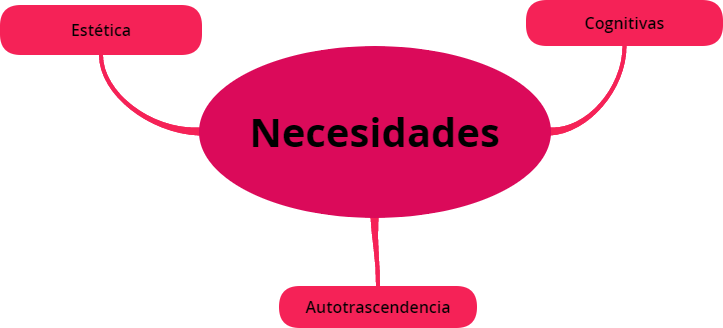 Estética
Cognitivas
Necesidades
Autotrascendencia